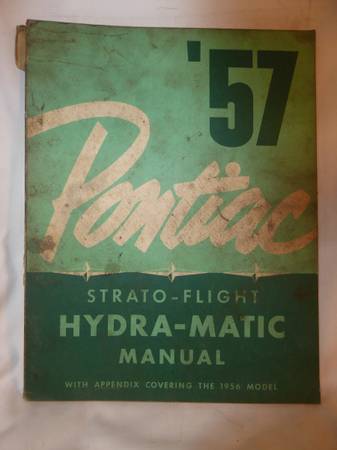 '57
Pontiac
STRATO-FLIGHT
HYDRA-MATIC
MANUAL
WITH APPENDIX COVERING THE 1956 MODEL